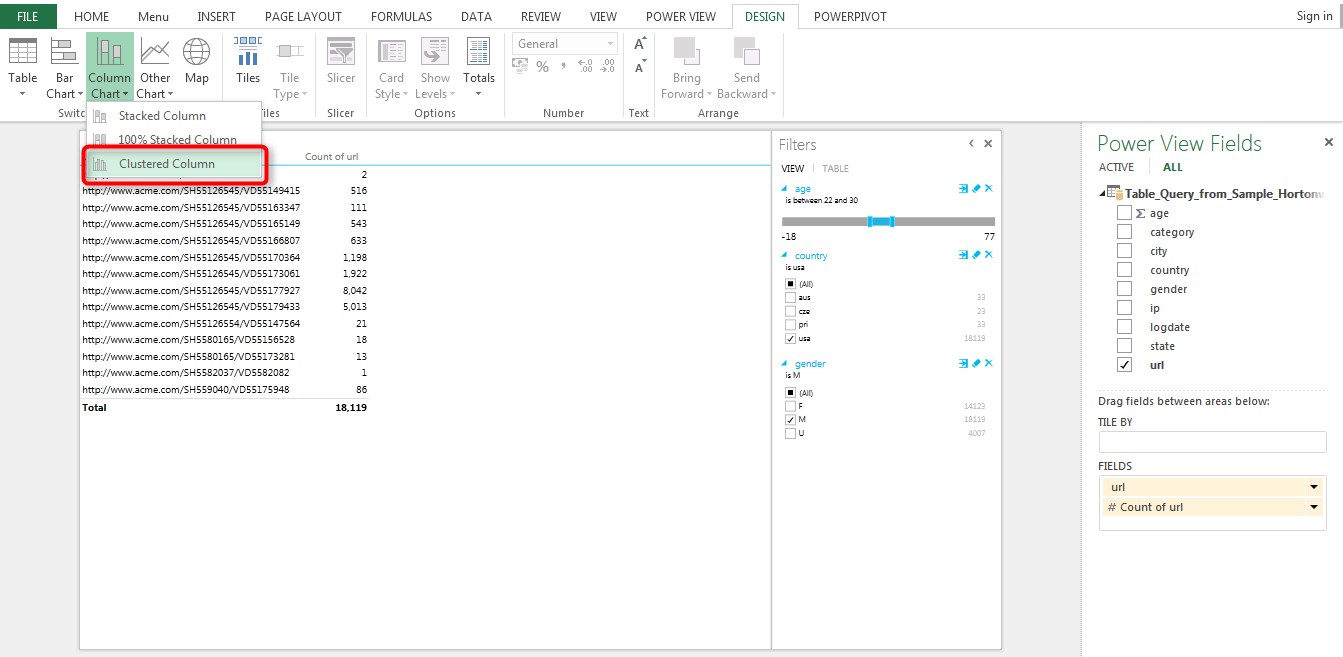 FILE HOME Menu INSERT PAGE LAYOUT FORMULAS DATA REVIEW VIEW POWER VIEW DESIGN POWERPIVOT Sign in
Table Bar Chart Column Chart Other Chart Map Tiles Tile Type Slicer Card Style Show Levels Totals General % , ←.0 .00 .00 →.0 A A Bring Forward Send Backward
Switc iles Slicer Options Number Text Arrange
Stacked Column
100% Stacked Column
Clustered Column
Count of url
2
http://www.acme.com/SH55126545/VD55149415 516
http://www.acme.com/SH55126545/VD55163347 111
http://www.acme.com/SH55126545/VD55165149 543
http://www.acme.com/SH55126545/VD55166807 633
http://www.acme.com/SH55126545/VD55170364 1,198
http://www.acme.com/SH55126545/VD55173061 1,922
http://www.acme.com/SH55126545/VD55177927 8,042
http://www.acme.com/SH55126545/VD55179433 5,013
http://www.acme.com/SH55126554/VD55147564 21
http://www.acme.com/SH5580165/VD55156528 18
http://www.acme.com/SH5580165/VD55173281 13
http://www.acme.com/SH5582037/VD5582082 1
http://www.acme.com/SH559040/VD55175948 86
Total 18,119
Filters
VIEW TABLE
age
is between 22 and 30
-18 77
country
is usa
(All)
aus 33
cze 23
pri 33
usa 18119
gender
is M
(All)
F 14123
M 18119
U 4007
Power View Fields
ACTIVE ALL
Table_Query_from_Sample_Hortonw
Σ age
category
city
country
gender
ip
logdate
state
url
Drag fields between areas below:
TILE BY
FIELDS
url
# Count of url